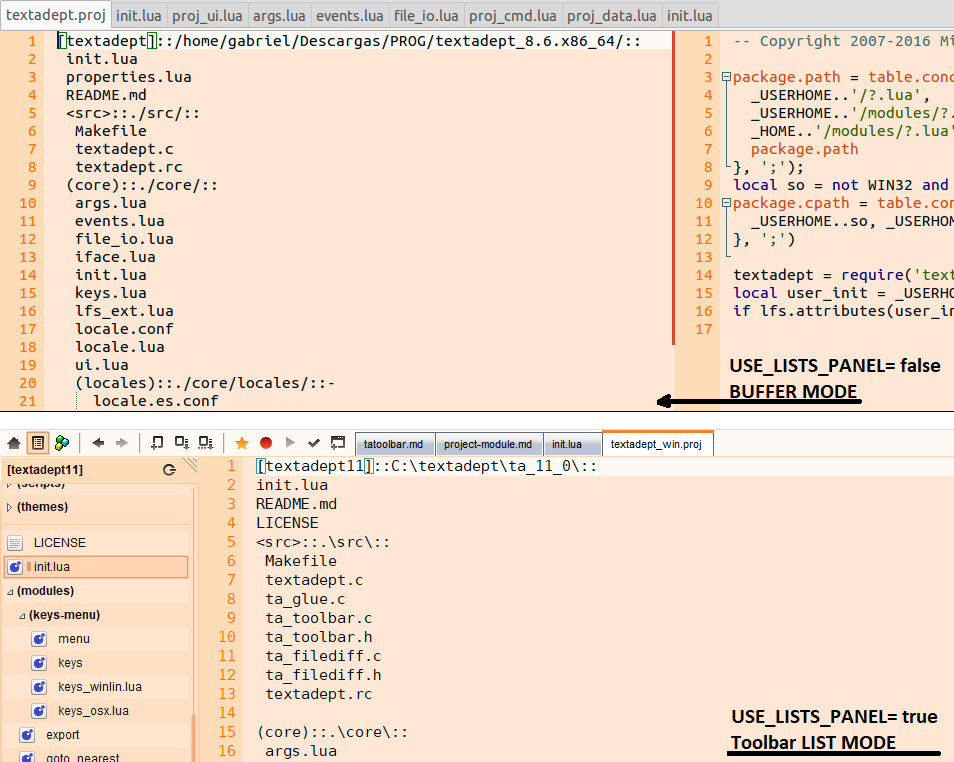 textadept.proj init.lua proj_ui.lua args.lua events.lua file_io.lua proj_cmd.lua proj_data.lua init.lua
1 [textadept]::/home/gabriel/Descargas/PROG/textadept_8.6.x86_64/::
2 init.lua
3 properties.lua
4 README.md
5 <src>::./src/::
6 Makefile
7 textadept.c
8 textadept.rc
9 (core)::./core/::
10 args.lua
11 events.lua
12 file_io.lua
13 iface.lua
14 init.lua
15 keys.lua
16 lfs_ext.lua
17 locale.conf
18 locale.lua
19 ui.lua
20 (locales)::./core/locales/::-
21 locale.es.conf
1 -- Copyright 2007-2016 Mi
2
3 package.path = table.conc
4 _USERHOME..'/?.lua',
5 _USERHOME..'/modules/?.
6 _HOME..'/modules/?.lua'
7 package.path
8 }, ';');
9 local so = not WIN32 and
10 package.cpath = table.con
11 _USERHOME..so, _USERHOM
12 }, ';')
13
14 textadept = require('text
15 local user_init = _USERHO
16 if lfs.attributes(user_in
17
USE_LISTS_PANEL= false
BUFFER MODE
tatoolbar.md project-module.md init.lua textadept_win.proj
[textadept11]
(scripts)
(themes)
LICENSE
init.lua
(modules)
(keys-menu)
menu
keys
keys_winlin.lua
keys_osx.lua
export
goto_nearest
1 [textadept11]::C:\textadept\ta_11_0\::
2 init.lua
3 README.md
4 LICENSE
5 <src>::.\src\::
6 Makefile
7 textadept.c
8 ta_glue.c
9 ta_toolbar.c
10 ta_toolbar.h
11 ta_filediff.c
12 ta_filediff.h
13 textadept.rc
14
15 (core)::.\core\::
16 args.lua
USE_LISTS_PANEL= true
Toolbar LIST MODE